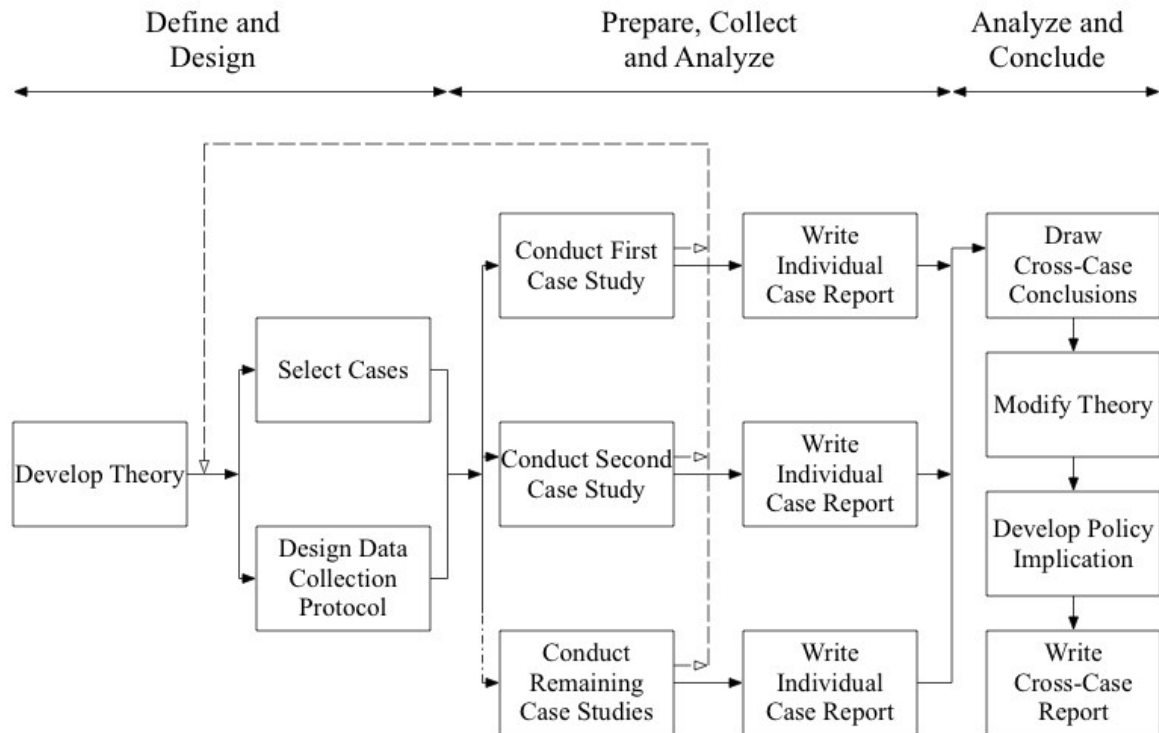 Define and
Design
Prepare, Collect
and Analyze
Analyze and
Conclude
Develop Theory
Select Cases
Design Data
Collection
Protocol
Conduct First
Case Study
Write
Individual
Case Report
Conduct Second
Case Study
Write
Individual
Case Report
Conduct
Remaining
Case Studies
Write
Individual
Case Report
Draw
Cross-Case
Conclusions
Modify Theory
Develop Policy
Implication
Write
Cross-Case
Report